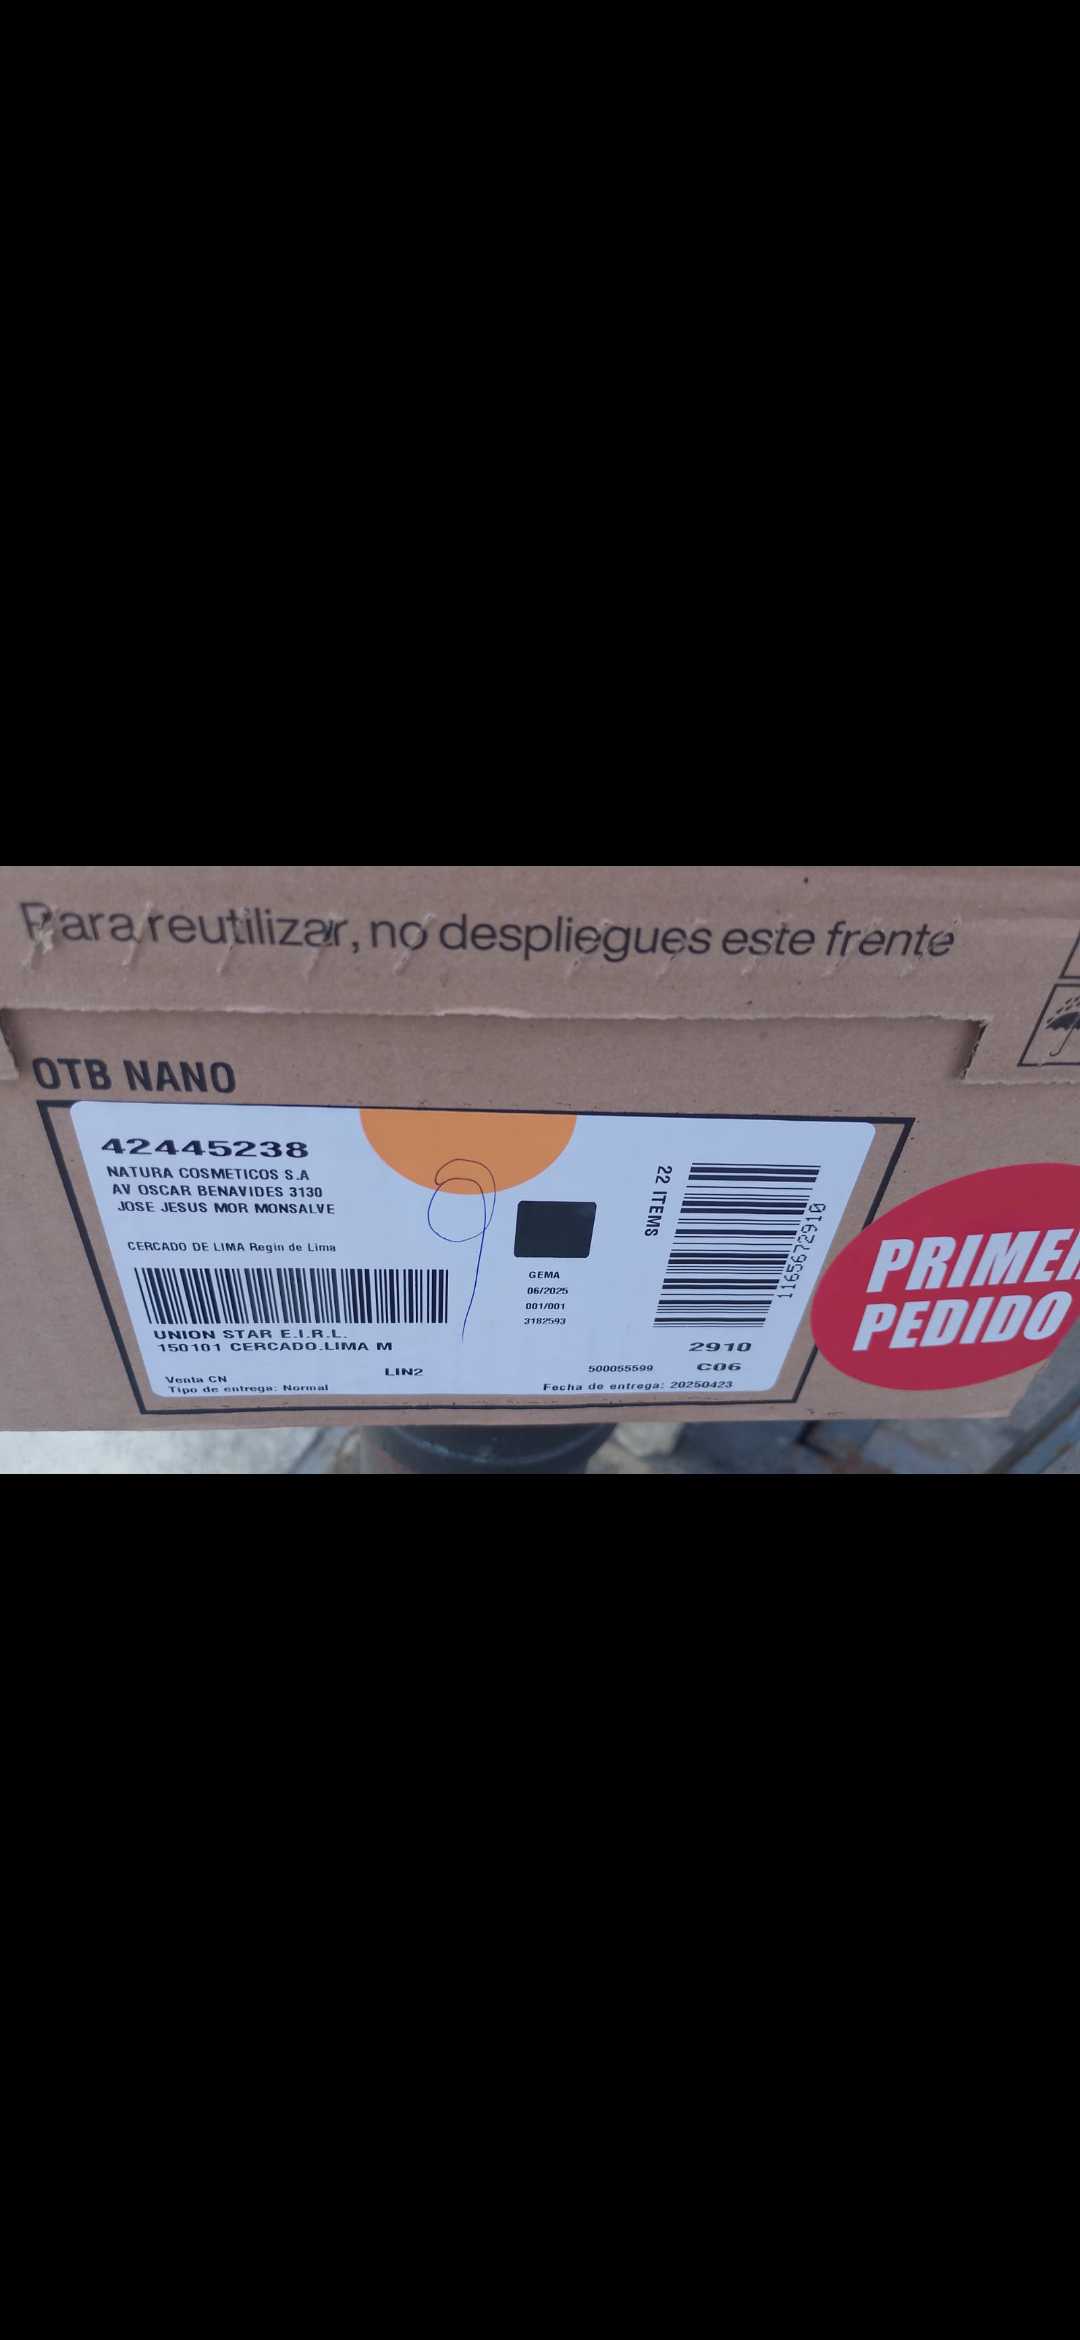 Para reutilizar, no despliegues este frente
OTB NANO
42445238
NATURA COSMETICOS S.A
AV OSCAR BENAVIDES 3130
JOSE JESUS MOR MONSALVE
CERCADO DE LIMA Regin de Lima
UNION STAR E.I.R.L.
150101 CERCADO.LIMA M
LIN2
Venta CN
Tipo de entrega: Normal
GEMA
06/2025
001/001
3182593
22 ITEMS
1165672910
2910
500055599 C06
Fecha de entrega: 20250423
PRIMER
PEDIDO